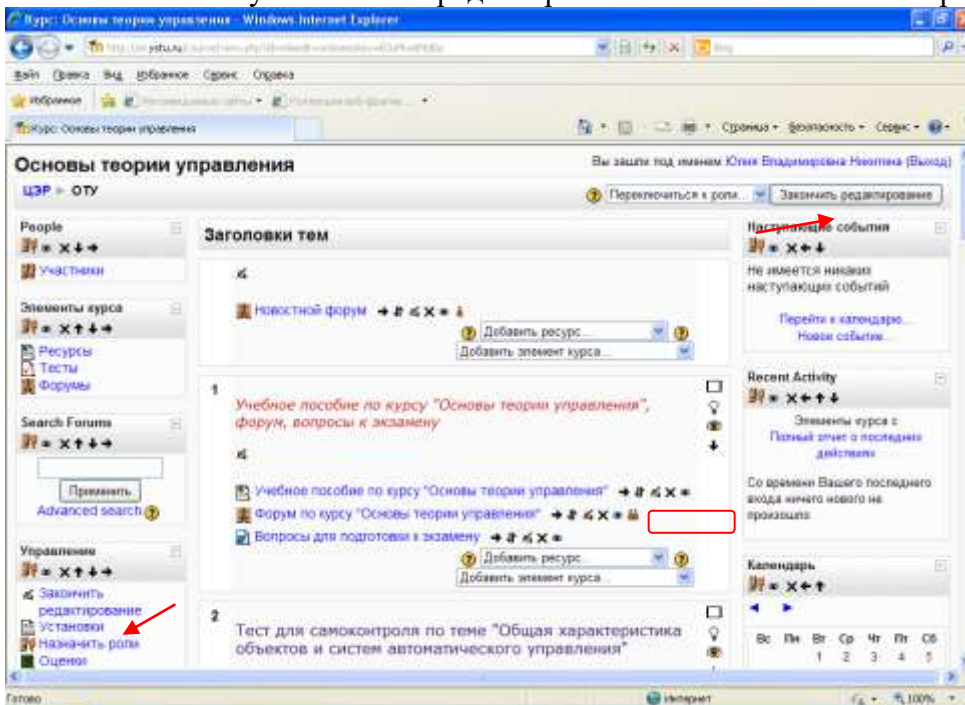 Курс: Основы теории управления - Windows Internet Explorer
Файл Правка Вид Избранное Сервис Справка
Избранное
Курс: Основы теории управления
Страница Безопасность Сервис
Основы теории управления
Вы зашли под именем Юлия Владимировна Никитина (Выход)
ЦЭР ► ОТУ
Переключиться к роли... Закончить редактирование
People
Участники
Элементы курса
Ресурсы
Тесты
Форумы
Search Forums
Применить
Advanced search
Управление
Закончить
редактирование
Установки
Назначить роли
Оценки
Заголовки тем
Новостной форум
Добавить ресурс...
Добавить элемент курса...
1
Учебное пособие по курсу "Основы теории управления",
форум, вопросы к экзамену
Учебное пособие по курсу "Основы теории управления"
Форум по курсу "Основы теории управления"
Вопросы для подготовки к экзамену
Добавить ресурс...
Добавить элемент курса...
2
Тест для самоконтроля по теме "Общая характеристика
объектов и систем автоматического управления"
Наступающие события
Не имеется никаких
наступающих событий
Перейти к календарю...
Новое событие...
Recent Activity
Элементы курса с
Полный отчет о последних
действиях
Со времени Вашего последнего
входа ничего нового не
произошло
Календарь
Вс Пн Вт Ср Чт Пт Сб
1 2 3 4 5
Готово
Интернет
100%